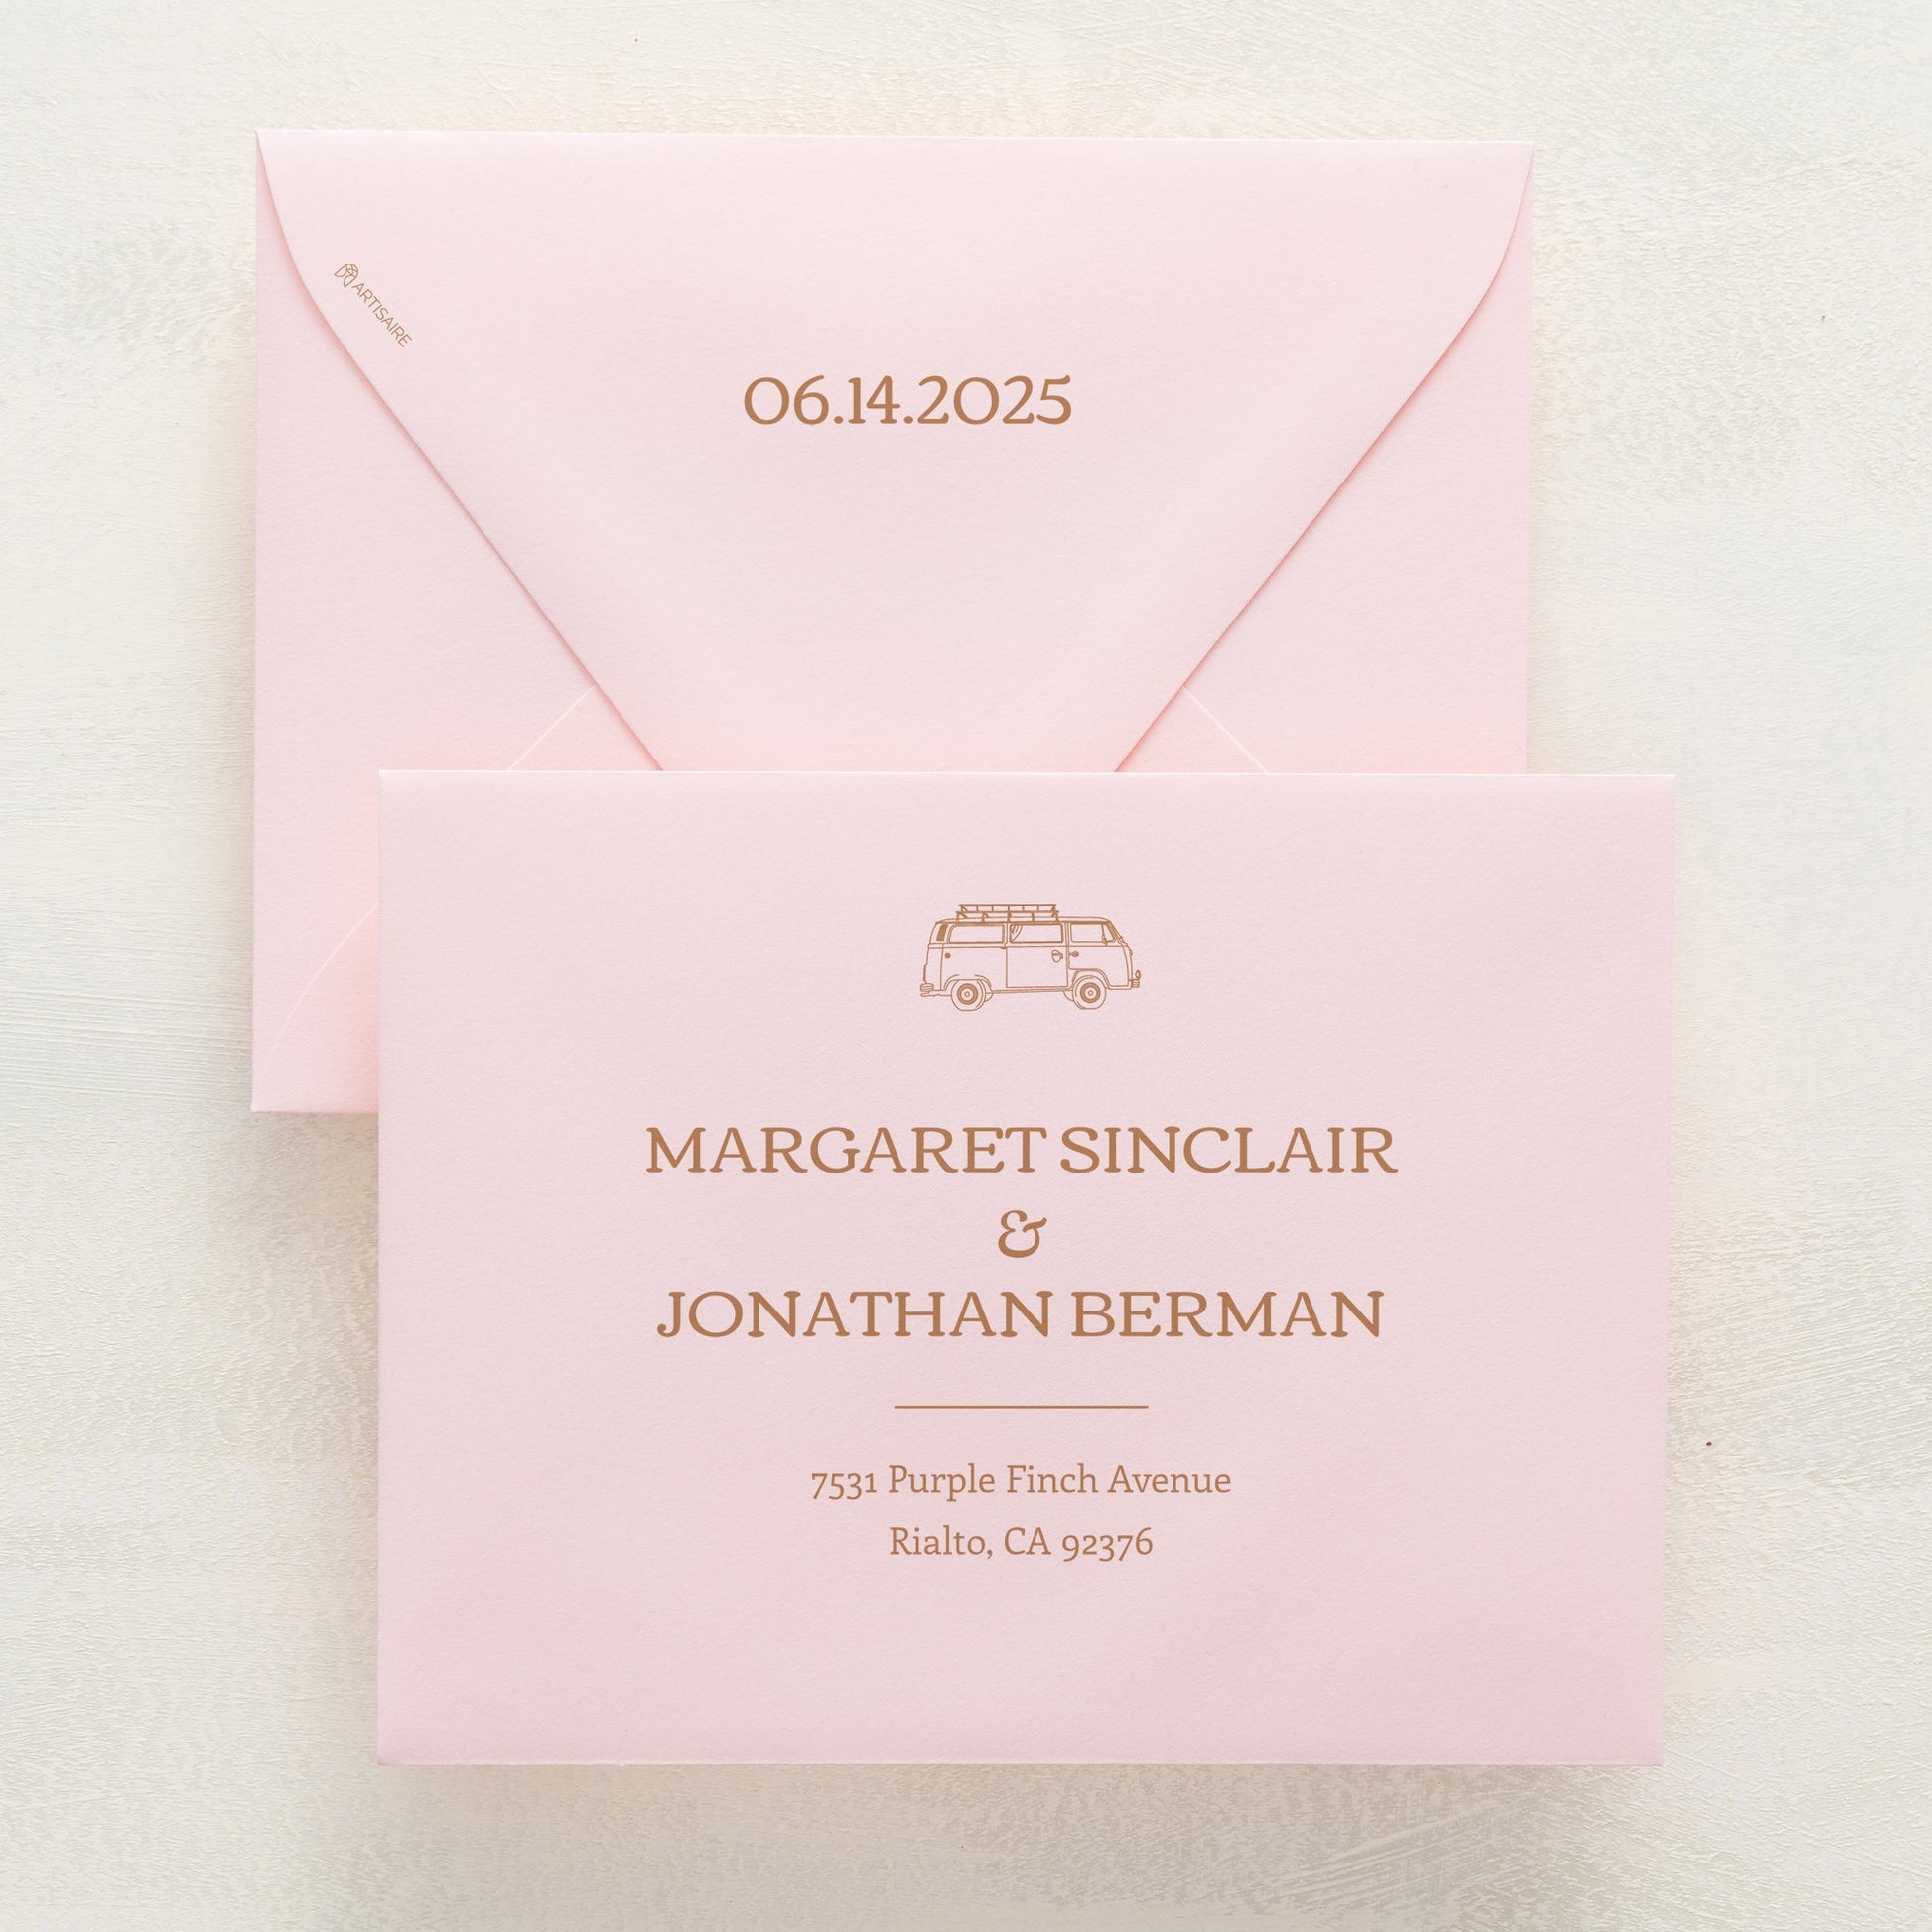 ARTISAIRE
06.14.2025
MARGARET SINCLAIR
&
JONATHAN BERMAN
7531 Purple Finch Avenue
Rialto, CA 92376